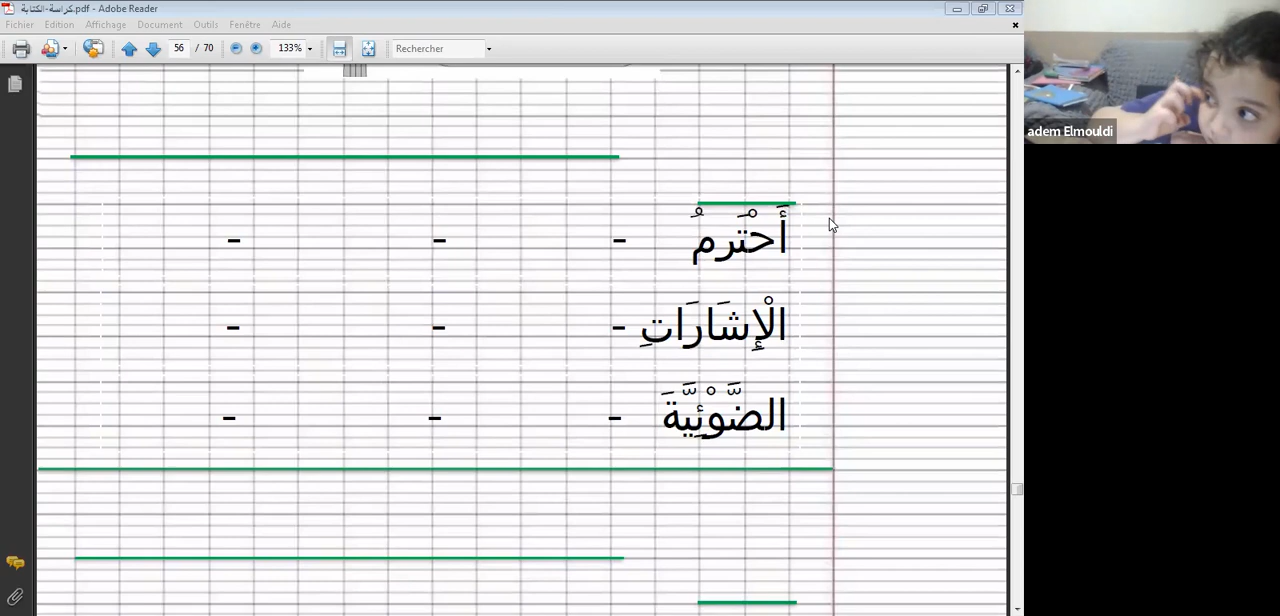 كراسة-الكتابة.pdf - Adobe Reader
Fichier Edition Affichage Document Outils Fenêtre Aide
56 / 70 133% Rechercher
adem Elmouldi
أَحْتَرمُ - - -
الْإِشَارَاتِ - - -
الضَّوْئِيَّةَ - - -